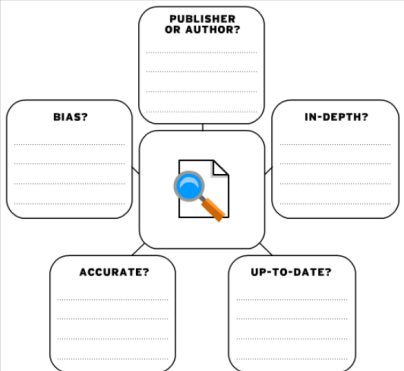 PUBLISHER
OR AUTHOR?
BIAS?
IN-DEPTH?
ACCURATE?
UP-TO-DATE?